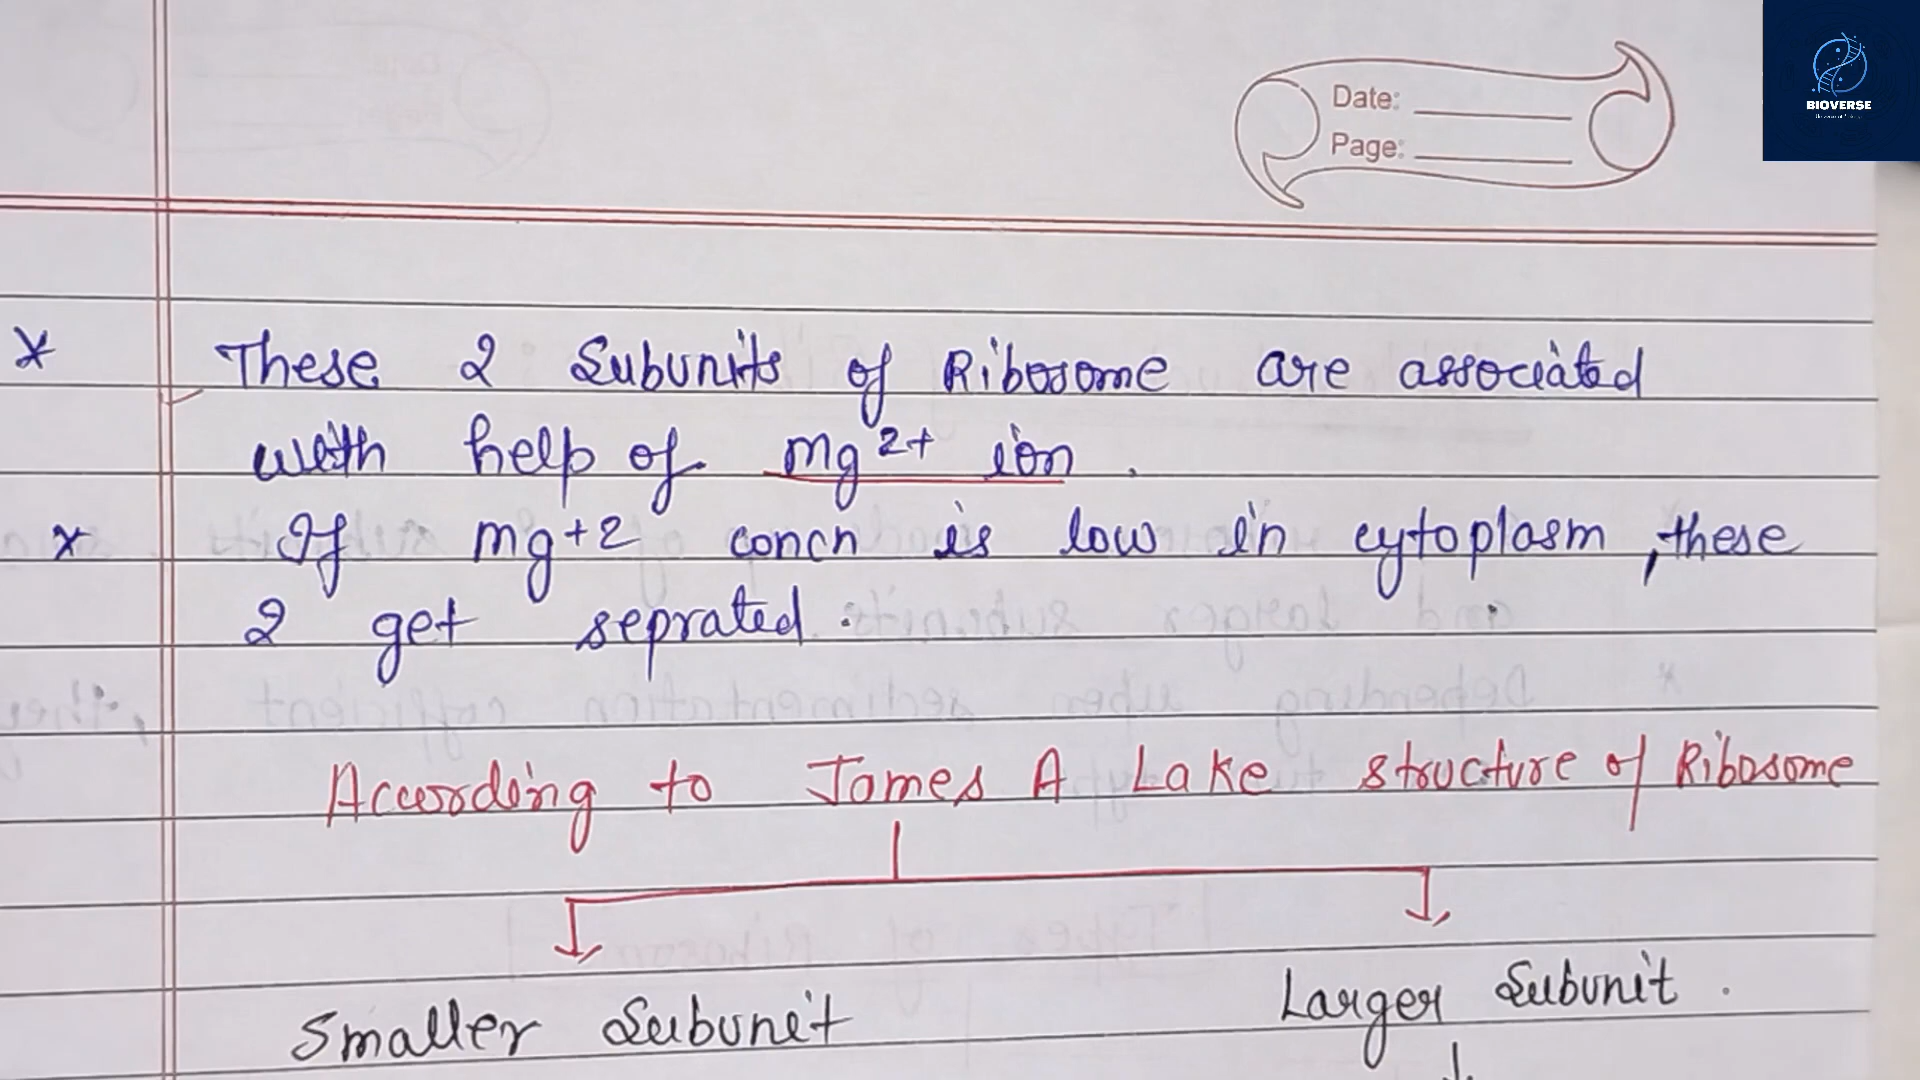 Date:
Page:
BIOVERSE
* These 2 Subunits of Ribosome are associated
with help of mg2+ ion.
* If mg+2 concn is low in cytoplasm, these
2 get seprated.
According to James A Lake structure of Ribosome
Smaller Subunit
Larger Subunit.